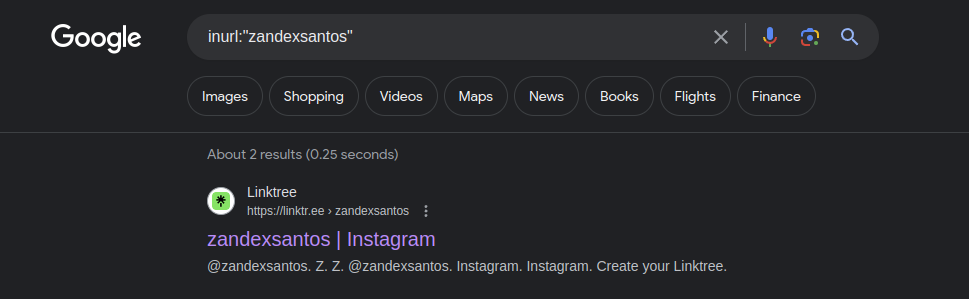 Google
inurl:"zandexsantos"
Images Shopping Videos Maps News Books Flights Finance
About 2 results (0.25 seconds)
Linktree
https://linktr.ee › zandexsantos
zandexsantos | Instagram
@zandexsantos. Z. Z. @zandexsantos. Instagram. Instagram. Create your Linktree.